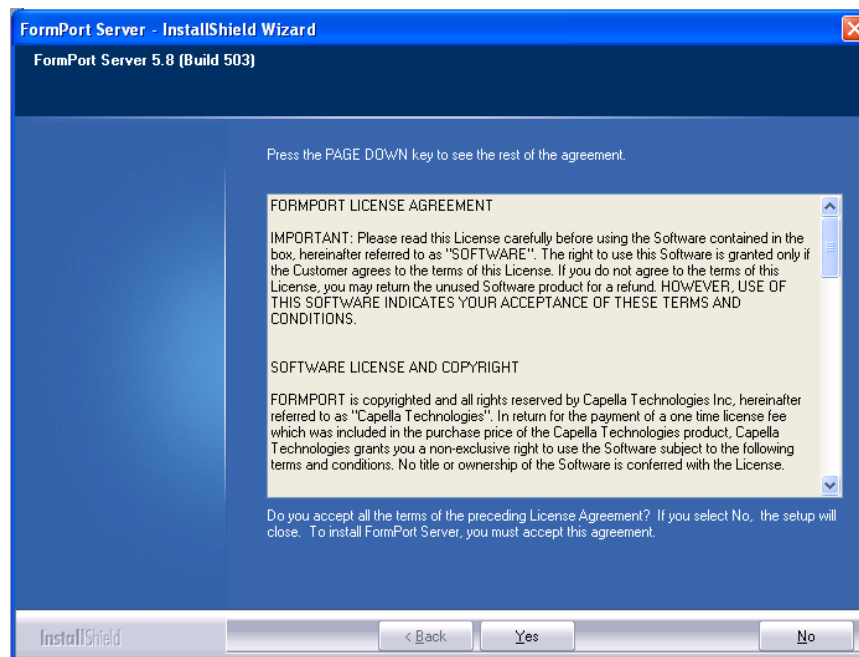 FormPort Server - InstallShield Wizard
FormPort Server 5.8 (Build 503)
Press the PAGE DOWN key to see the rest of the agreement.
FORMPORT LICENSE AGREEMENT
IMPORTANT: Please read this License carefully before using the Software contained in the
box, hereinafter referred to as "SOFTWARE". The right to use this Software is granted only if
the Customer agrees to the terms of this License. If you do not agree to the terms of this
License, you may return the unused Software product for a refund. HOWEVER, USE OF
THIS SOFTWARE INDICATES YOUR ACCEPTANCE OF THESE TERMS AND
CONDITIONS.
SOFTWARE LICENSE AND COPYRIGHT
FORMPORT is copyrighted and all rights reserved by Capella Technologies Inc, hereinafter
referred to as "Capella Technologies". In return for the payment of a one time license fee
which was included in the purchase price of the Capella Technologies product, Capella
Technologies grants you a non-exclusive right to use the Software subject to the following
terms and conditions. No title or ownership of the Software is conferred with the License.
Do you accept all the terms of the preceding License Agreement? If you select No, the setup will
close. To install FormPort Server, you must accept this agreement.
InstallShield
< Back
Yes
No